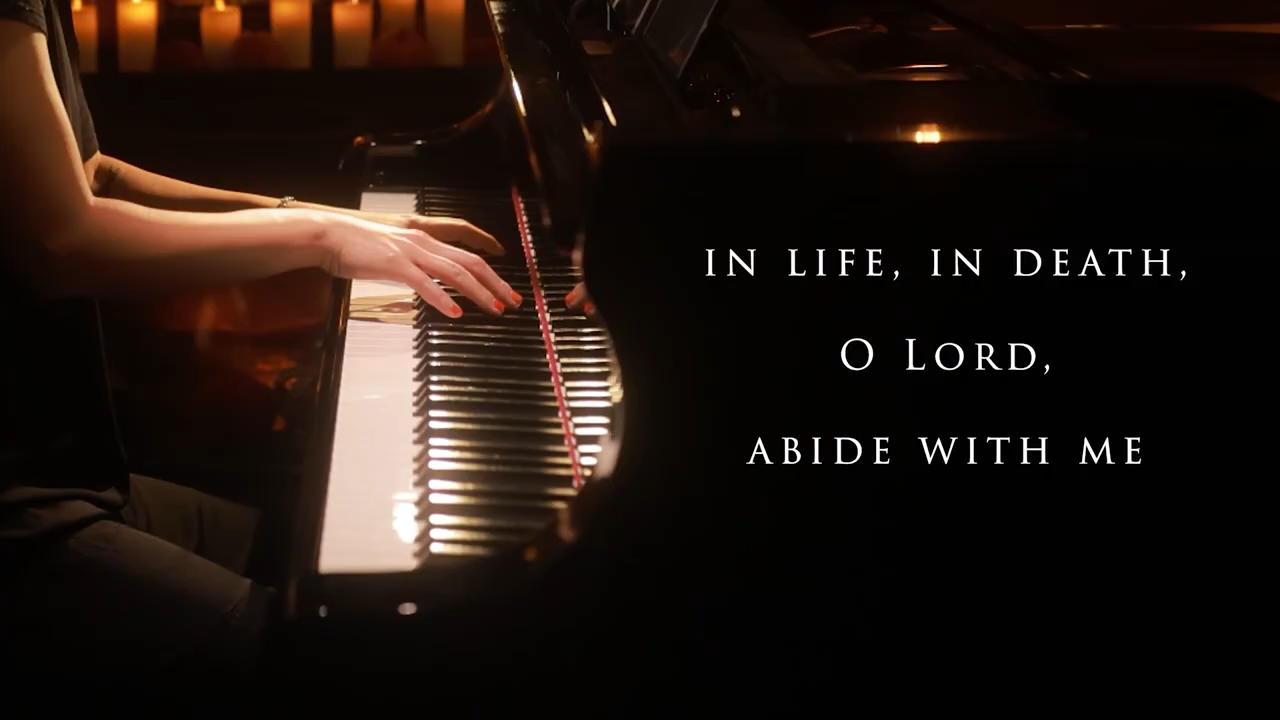 IN LIFE, IN DEATH,
O LORD,
ABIDE WITH ME